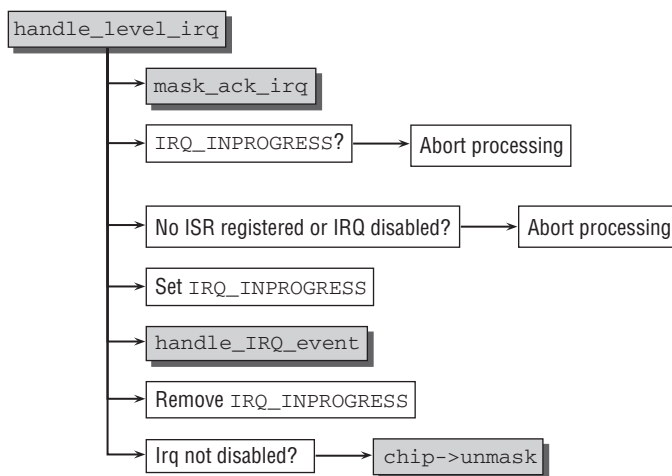 handle_level_irq
mask_ack_irq
IRQ_INPROGRESS?
Abort processing
No ISR registered or IRQ disabled?
Abort processing
Set IRQ_INPROGRESS
handle_IRQ_event
Remove IRQ_INPROGRESS
Irq not disabled?
chip->unmask